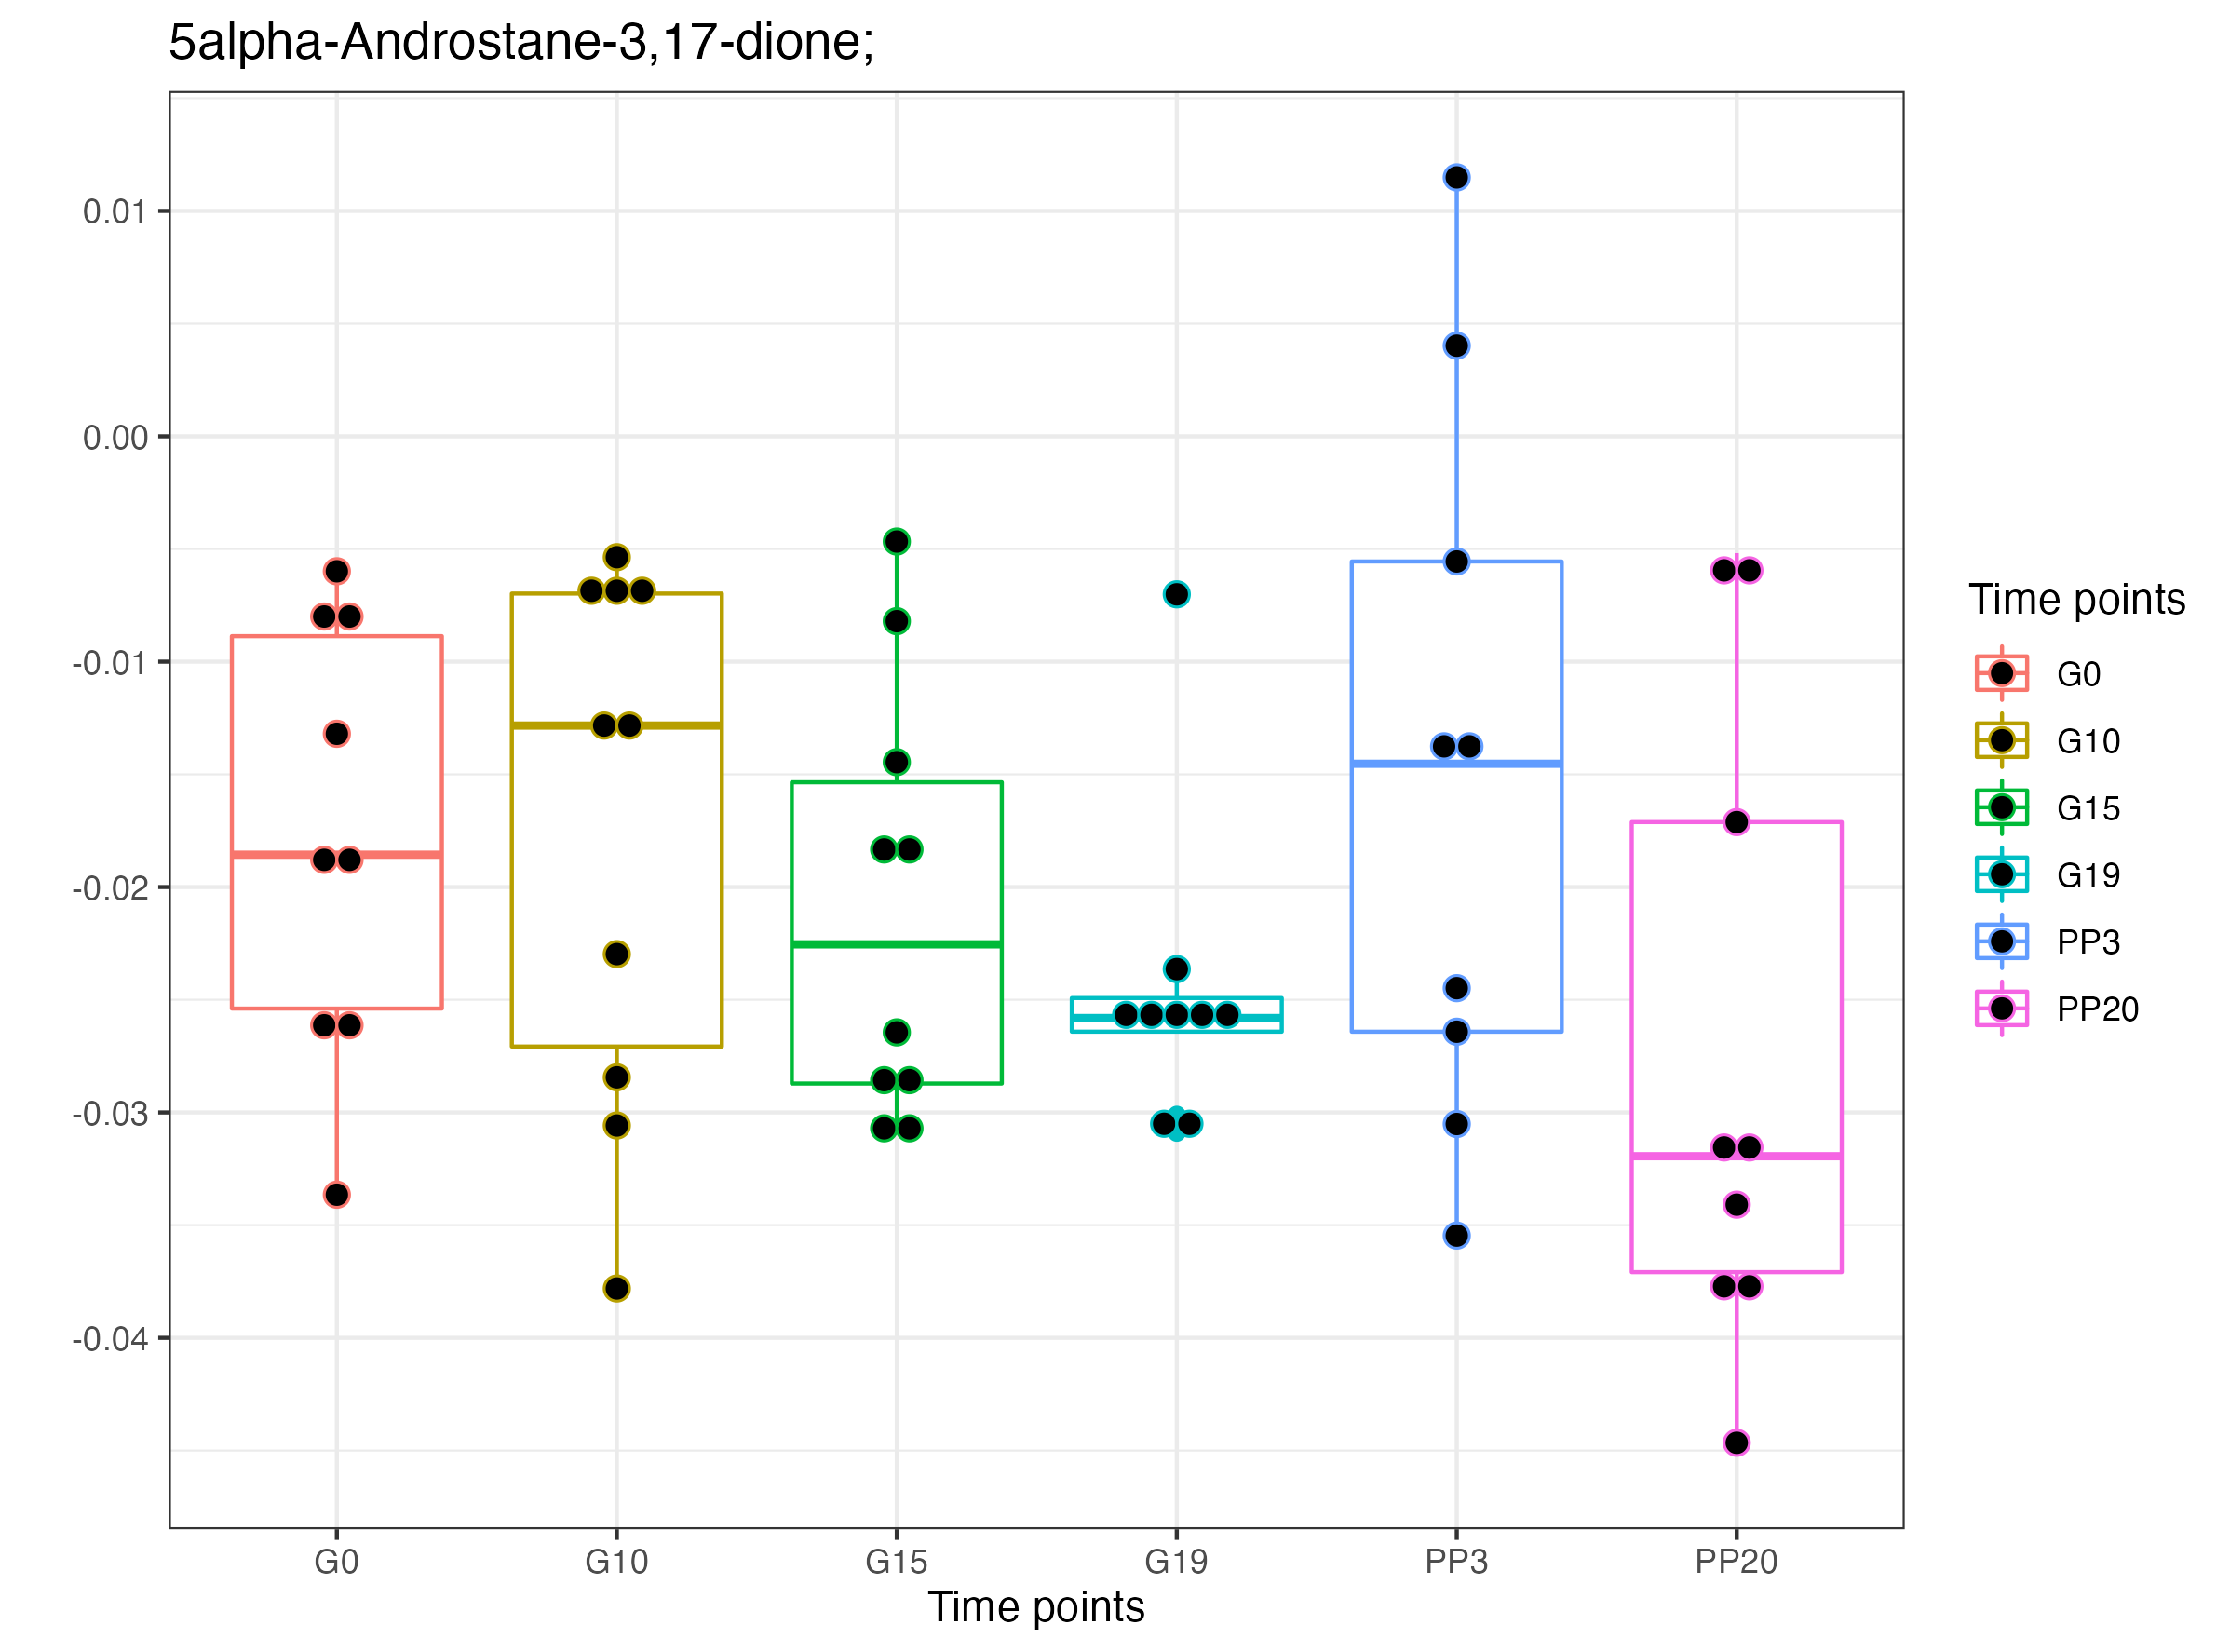 5alpha-Androstane-3,17-dione;
0.01
0.00
-0.01
-0.02
-0.03
-0.04
G0
G10
G15
G19
PP3
PP20
Time points
Time points
G0
G10
G15
G19
PP3
PP20